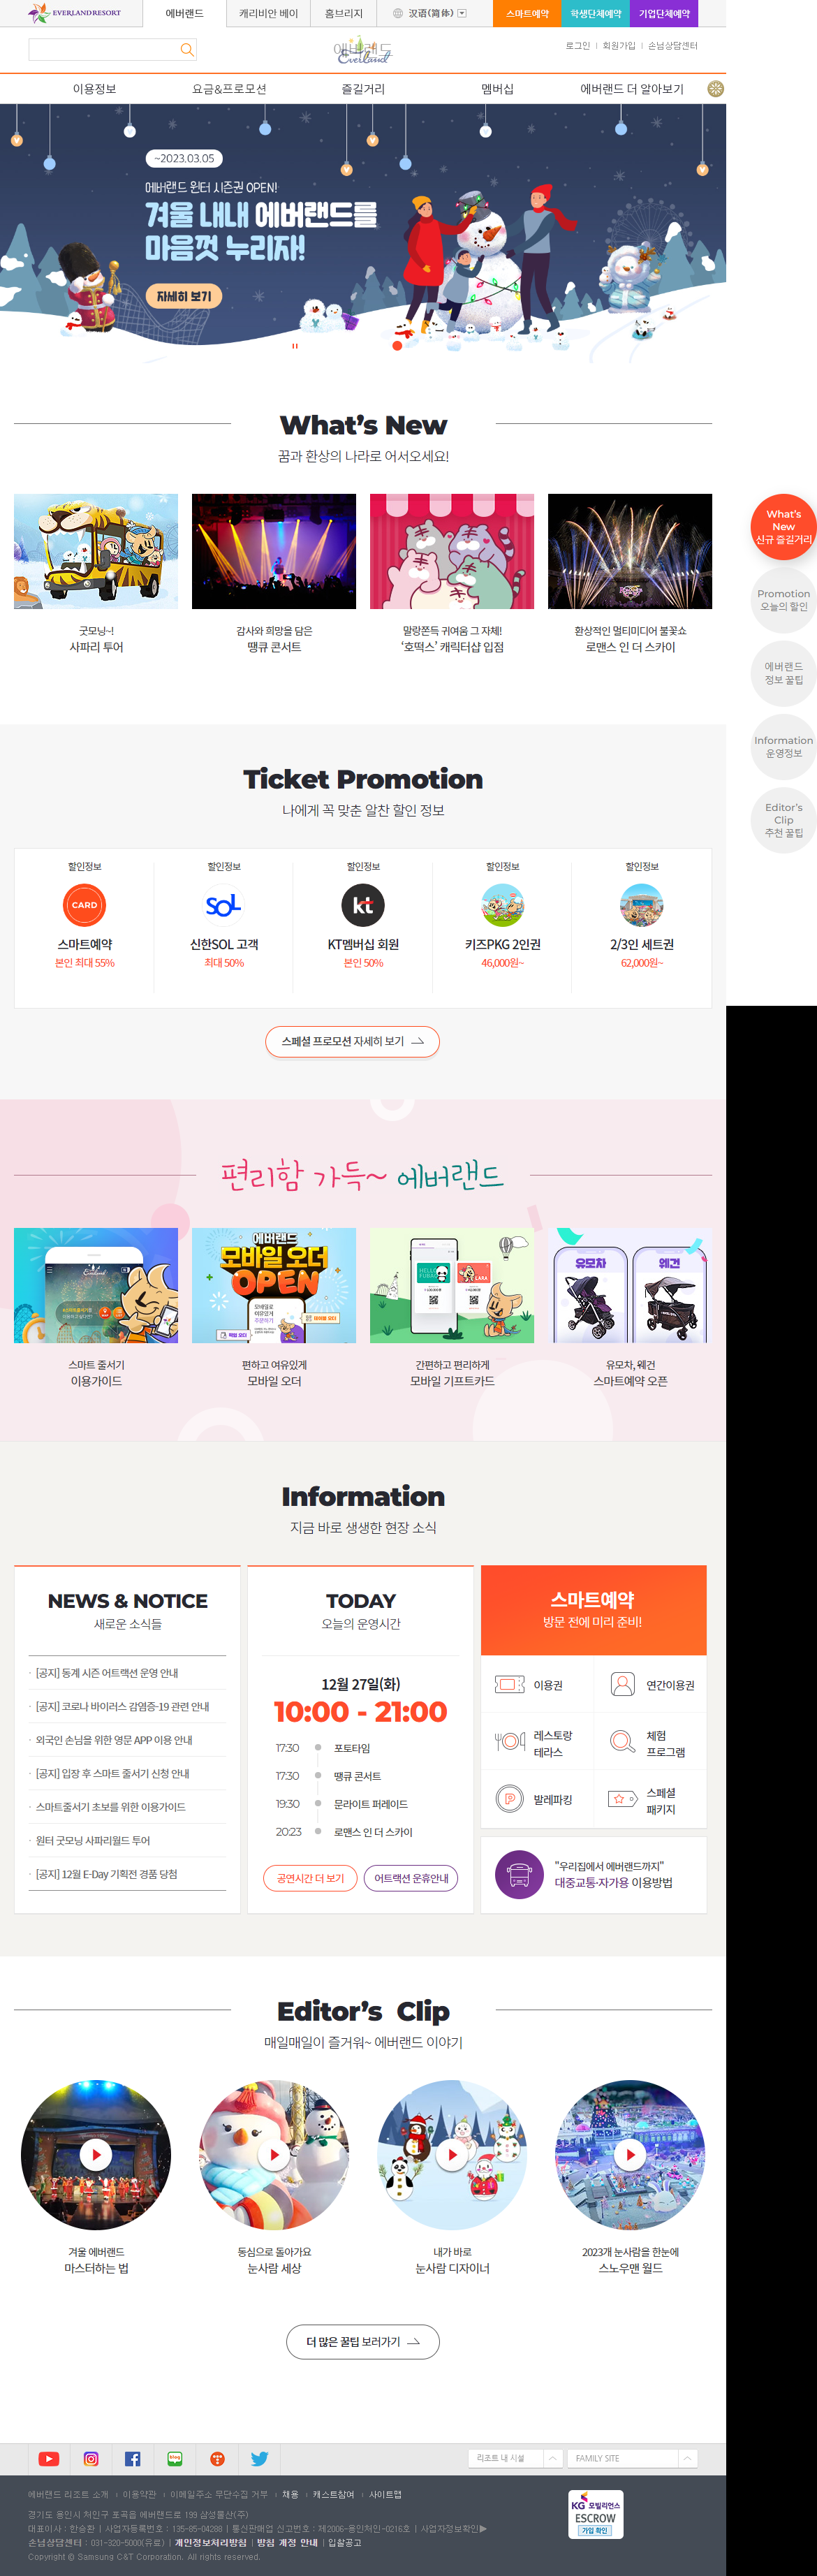 EVERLANDRESORT
에버랜드
캐리비안 베이
홈브리지
汉语(简体)
스마트예약
학생단체예약
기업단체예약
에버랜드
Everland
로그인
회원가입
손님상담센터
이용정보
요금&프로모션
즐길거리
멤버십
에버랜드 더 알아보기
~2023.03.05
에버랜드 윈터 시즌권 OPEN!
겨울 내내 에버랜드를
마음껏 누리자!
자세히 보기
What's New
꿈과 환상의 나라로 어서오세요!
굿모닝~!
사파리 투어
감사와 희망을 담은
땡큐 콘서트
말랑쫀득 귀여움 그 자체!
'호떡스' 캐릭터샵 입점
환상적인 멀티미디어 불꽃쇼
로맨스 인 더 스카이
What's
New
신규 즐길거리
Promotion
오늘의 할인
에버랜드
정보 꿀팁
Information
운영정보
Editor's
Clip
추천 꿀팁
Ticket Promotion
나에게 꼭 맞춘 알찬 할인 정보
할인정보
CARD
스마트예약
본인 최대 55%
할인정보
SOL
신한SOL 고객
최대 50%
할인정보
kt
KT멤버십 회원
본인 50%
할인정보
키즈PKG 2인권
46,000원~
할인정보
2/3인 세트권
62,000원~
스페셜 프로모션 자세히 보기
편리함 가득~ 에버랜드
에버랜드
모바일 오더
OPEN
모바일로
주문하기
유모차
웨건
스마트 줄서기
이용가이드
편하고 여유있게
모바일 오더
간편하고 편리하게
모바일 기프트카드
유모차, 웨건
스마트예약 오픈
Information
지금 바로 생생한 현장 소식
NEWS & NOTICE
새로운 소식들
· [공지] 동계 시즌 어트랙션 운영 안내
· [공지] 코로나 바이러스 감염증-19 관련 안내
· 외국인 손님을 위한 영문 APP 이용 안내
· [공지] 입장 후 스마트 줄서기 신청 안내
· 스마트줄서기 초보를 위한 이용가이드
· 윈터 굿모닝 사파리월드 투어
· [공지] 12월 E-Day 기획전 경품 당첨
TODAY
오늘의 운영시간
12월 27일(화)
10:00 - 21:00
17:30 포토타임
17:30 땡큐 콘서트
19:30 문라이트 퍼레이드
20:23 로맨스 인 더 스카이
공연시간 더 보기
어트랙션 운휴안내
스마트예약
방문 전에 미리 준비!
이용권
연간이용권
레스토랑
테라스
체험
프로그램
발레파킹
스페셜
패키지
"우리집에서 에버랜드까지"
대중교통·자가용 이용방법
Editor's Clip
매일매일이 즐거워~ 에버랜드 이야기
겨울 에버랜드
마스터하는 법
동심으로 돌아가요
눈사람 세상
내가 바로
눈사람 디자이너
2023개 눈사람을 한눈에
스노우맨 월드
더 많은 꿀팁 보러가기
blog
리조트 내 시설
FAMILY SITE
에버랜드 리조트 소개
이용약관
이메일주소 무단수집 거부
채용
캐스트참여
사이트맵
경기도 용인시 처인구 포곡읍 에버랜드로 199 삼성물산(주)
대표이사 : 한승환 | 사업자등록번호 : 135-85-04288 | 통신판매업 신고번호 : 제2006-용인처인-0216호 | 사업자정보확인▶
손님상담센터 : 031-320-5000(유료) | 개인정보처리방침 | 방침 개정 안내 | 입찰공고
Copyright @ Samsung C&T Corporation. All rights reserved.
KG 모빌리언스
ESCROW
가입 확인